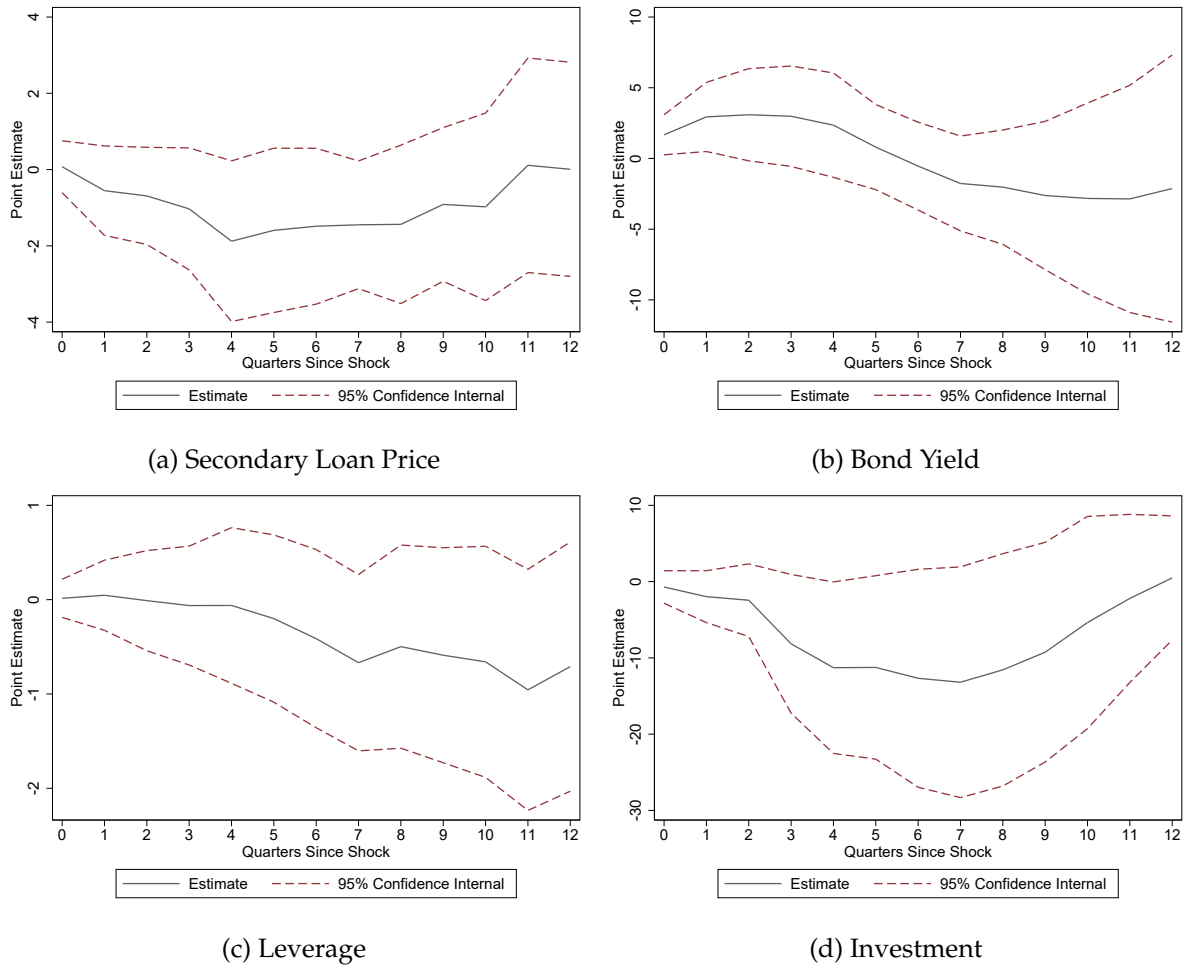 4
2
0
-2
-4
Point Estimate
0 1 2 3 4 5 6 7 8 9 10 11 12
Quarters Since Shock
Estimate 95% Confidence Internal
(a) Secondary Loan Price
10
5
0
-5
-10
Point Estimate
0 1 2 3 4 5 6 7 8 9 10 11 12
Quarters Since Shock
Estimate 95% Confidence Internal
(b) Bond Yield
1
0
-1
-2
Point Estimate
0 1 2 3 4 5 6 7 8 9 10 11 12
Quarters Since Shock
Estimate 95% Confidence Internal
(c) Leverage
10
0
-10
-20
-30
Point Estimate
0 1 2 3 4 5 6 7 8 9 10 11 12
Quarters Since Shock
Estimate 95% Confidence Internal
(d) Investment